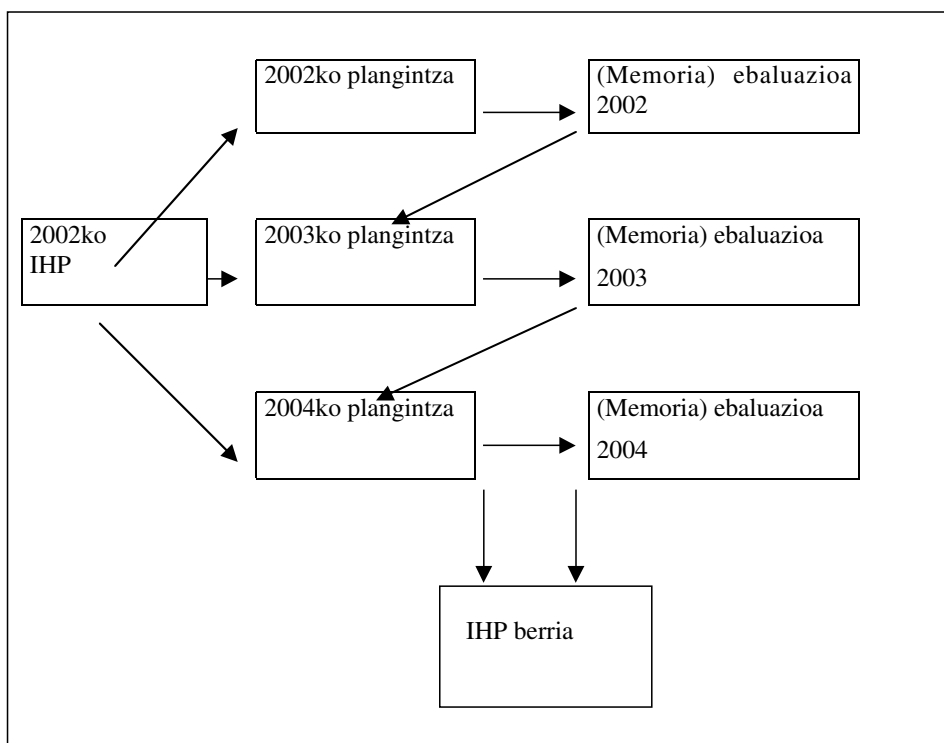 2002ko plangintza
(Memoria) ebaluazioa
2002
2002ko
IHP
2003ko plangintza
(Memoria) ebaluazioa
2003
2004ko plangintza
(Memoria) ebaluazioa
2004
IHP berria